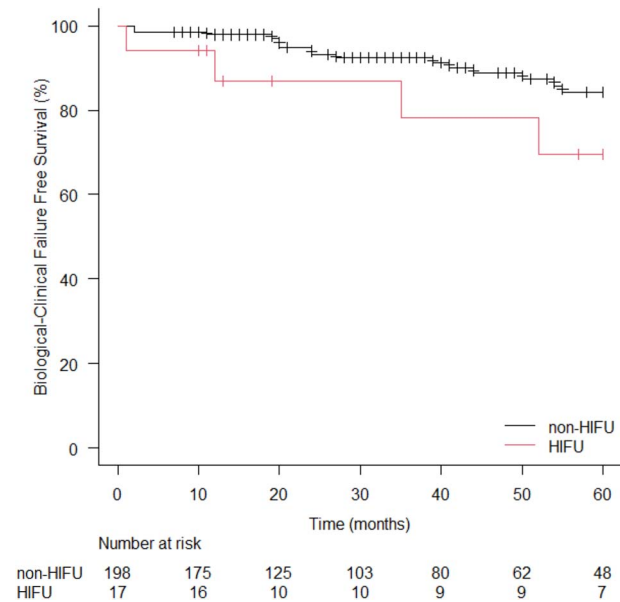 Biological-Clinical Failure Free Survival (%)
100
80
60
40
20
0
non-HIFU
HIFU
0 10 20 30 40 50 60
Time (months)
Number at risk
non-HIFU 198 175 125 103 80 62 48
HIFU 17 16 10 10 9 9 7